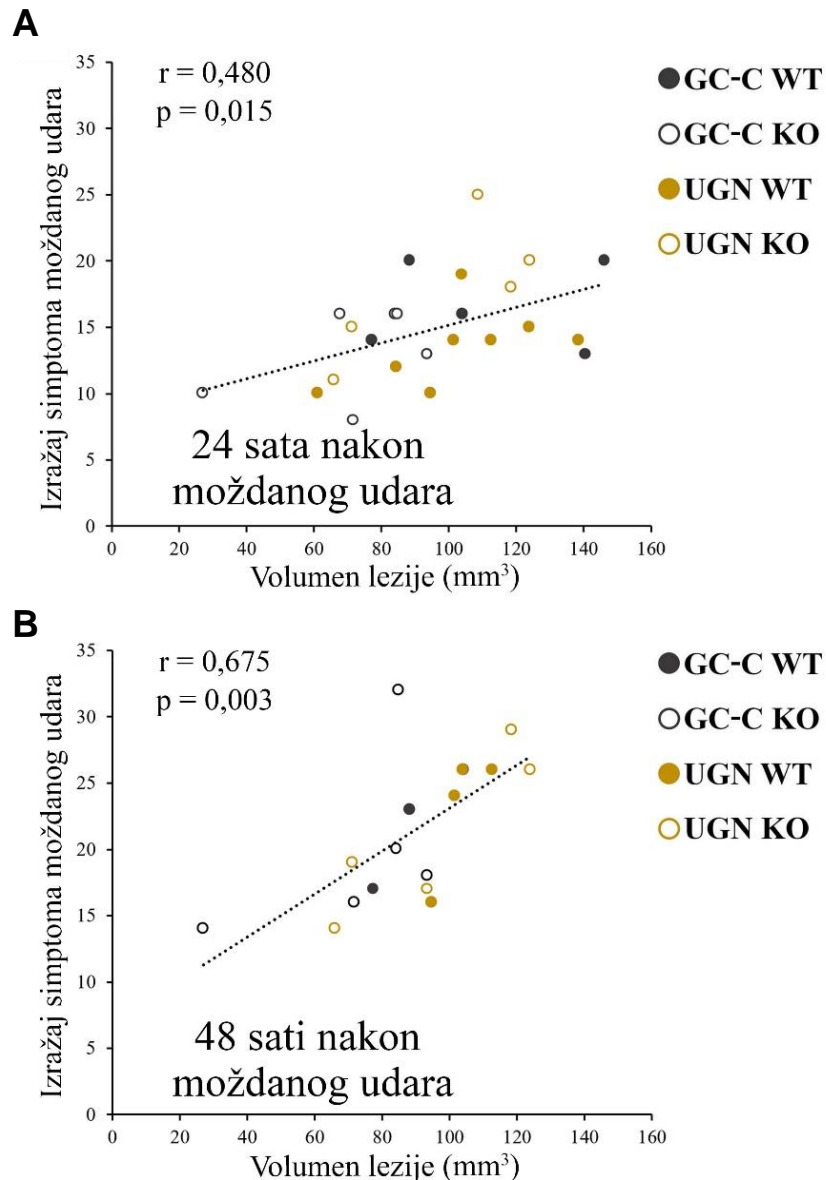 A
35
30
25
20
15
10
5
0
Izražaj simptoma moždanog udara
r = 0,480
p = 0,015
24 sata nakon
moždanog udara
0 20 40 60 80 100 120 140 160
Volumen lezije (mm³)
GC-C WT
GC-C KO
UGN WT
UGN KO
B
35
30
25
20
15
10
5
0
Izražaj simptoma moždanog udara
r = 0,675
p = 0,003
48 sati nakon
moždanog udara
0 20 40 60 80 100 120 140 160
Volumen lezije (mm³)
GC-C WT
GC-C KO
UGN WT
UGN KO